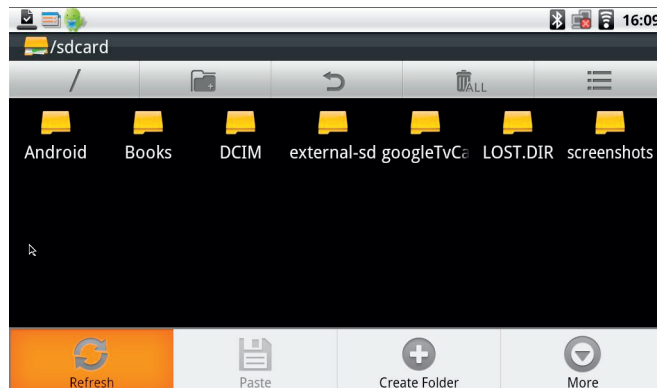 16:09
/sdcard
/ ALL
Android Books DCIM external-sd googleTvCa LOST.DIR screenshots
Refresh Paste Create Folder More